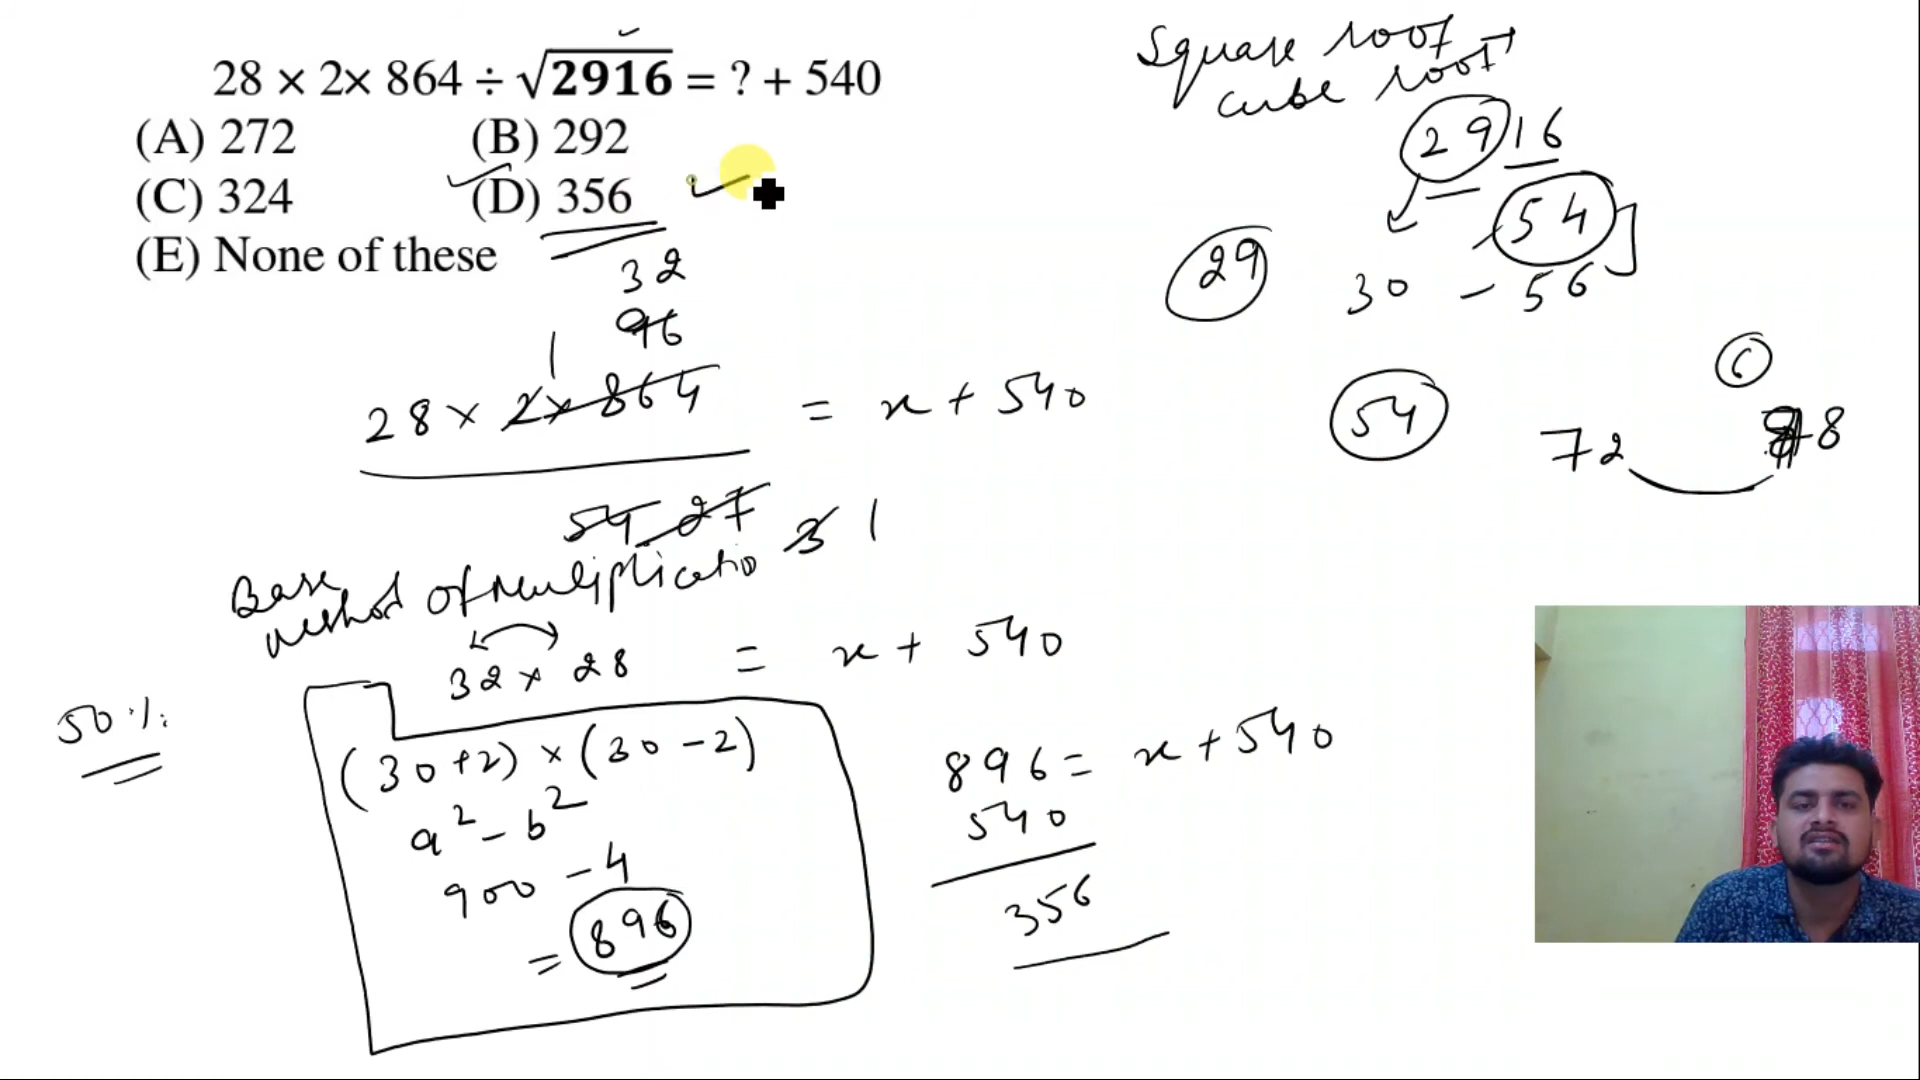 28 × 2× 864 ÷ √2916 = ? + 540
(A) 272 (B) 292
(C) 324 (D) 356
(E) None of these
Square root
cube root
2916
54
29
30 - 56
54
6
72
8
32
96
1
28 × 2× 864 = x + 540
54 27 3 1
Base
method of Muliplicatio
32 × 28 = x + 540
50%
(30+2) × (30-2)
a² - b²
900 - 4
= 896
896 = x + 540
540
356